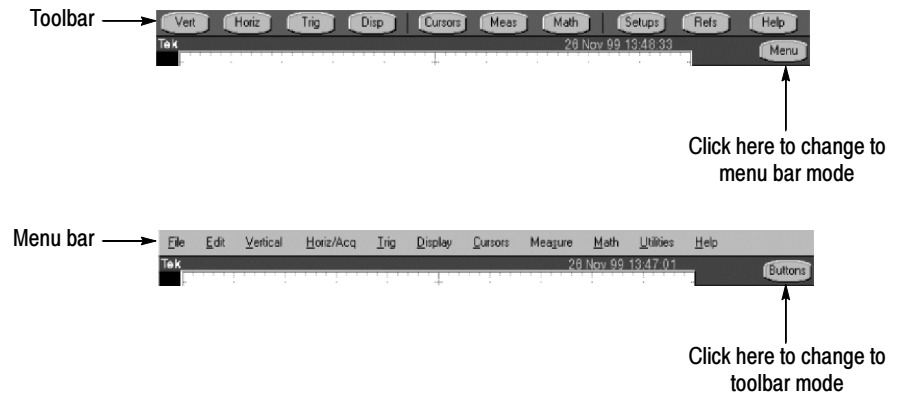 Toolbar
Vert Horiz Trig Disp Cursors Meas Math Setups Refs Help
Tek 26 Nov 99 13:48:33
Menu
Click here to change to
menu bar mode
Menu bar
File Edit Vertical Horiz/Acq Trig Display Cursors Measure Math Utilities Help
Tek 26 Nov 99 13:47:01
Buttons
Click here to change to
toolbar mode